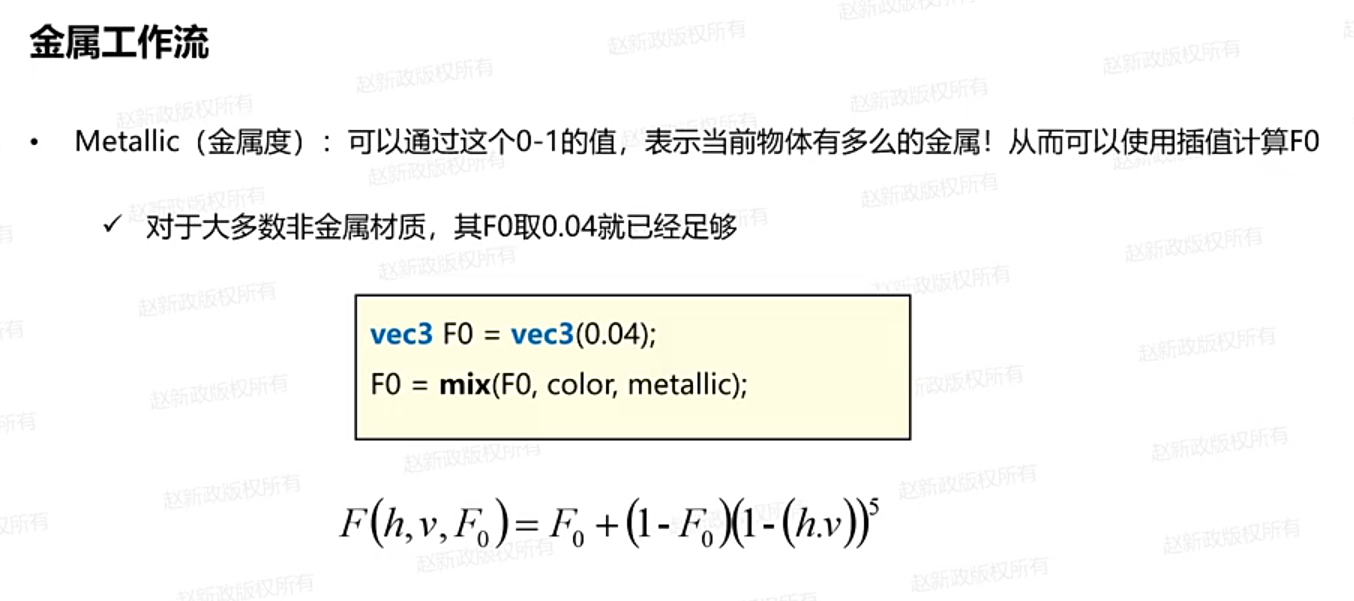 金属工作流
• Metallic（金属度）: 可以通过这个0-1的值，表示当前物体有多么的金属！从而可以使用插值计算F0
✓ 对于大多数非金属材质，其F0取0.04就已经足够
vec3 F0 = vec3(0.04);
F0 = mix(F0, color, metallic);
F(h, v, F₀) = F₀ + (1 - F₀)(1 - (h.v))⁵
赵新政版权所有